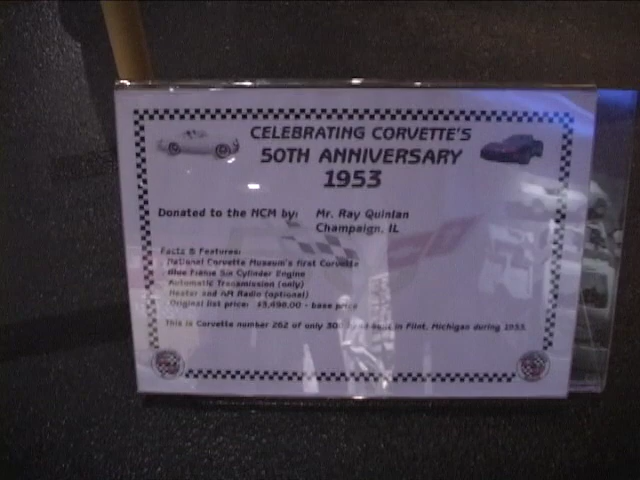 CELEBRATING CORVETTE'S
50TH ANNIVERSARY
1953
Donated to the NCM by: Mr. Ray Quinlan
Champaign, IL
Facts & Features:
National Corvette Museum's first Corvette
Blue Flame Six Cylinder Engine
Automatic Transmission (only)
Heater and AM Radio (optional)
Original list price: $3,498.00 - base price
This is Corvette number 262 of only 300 built in Flint, Michigan during 1953.